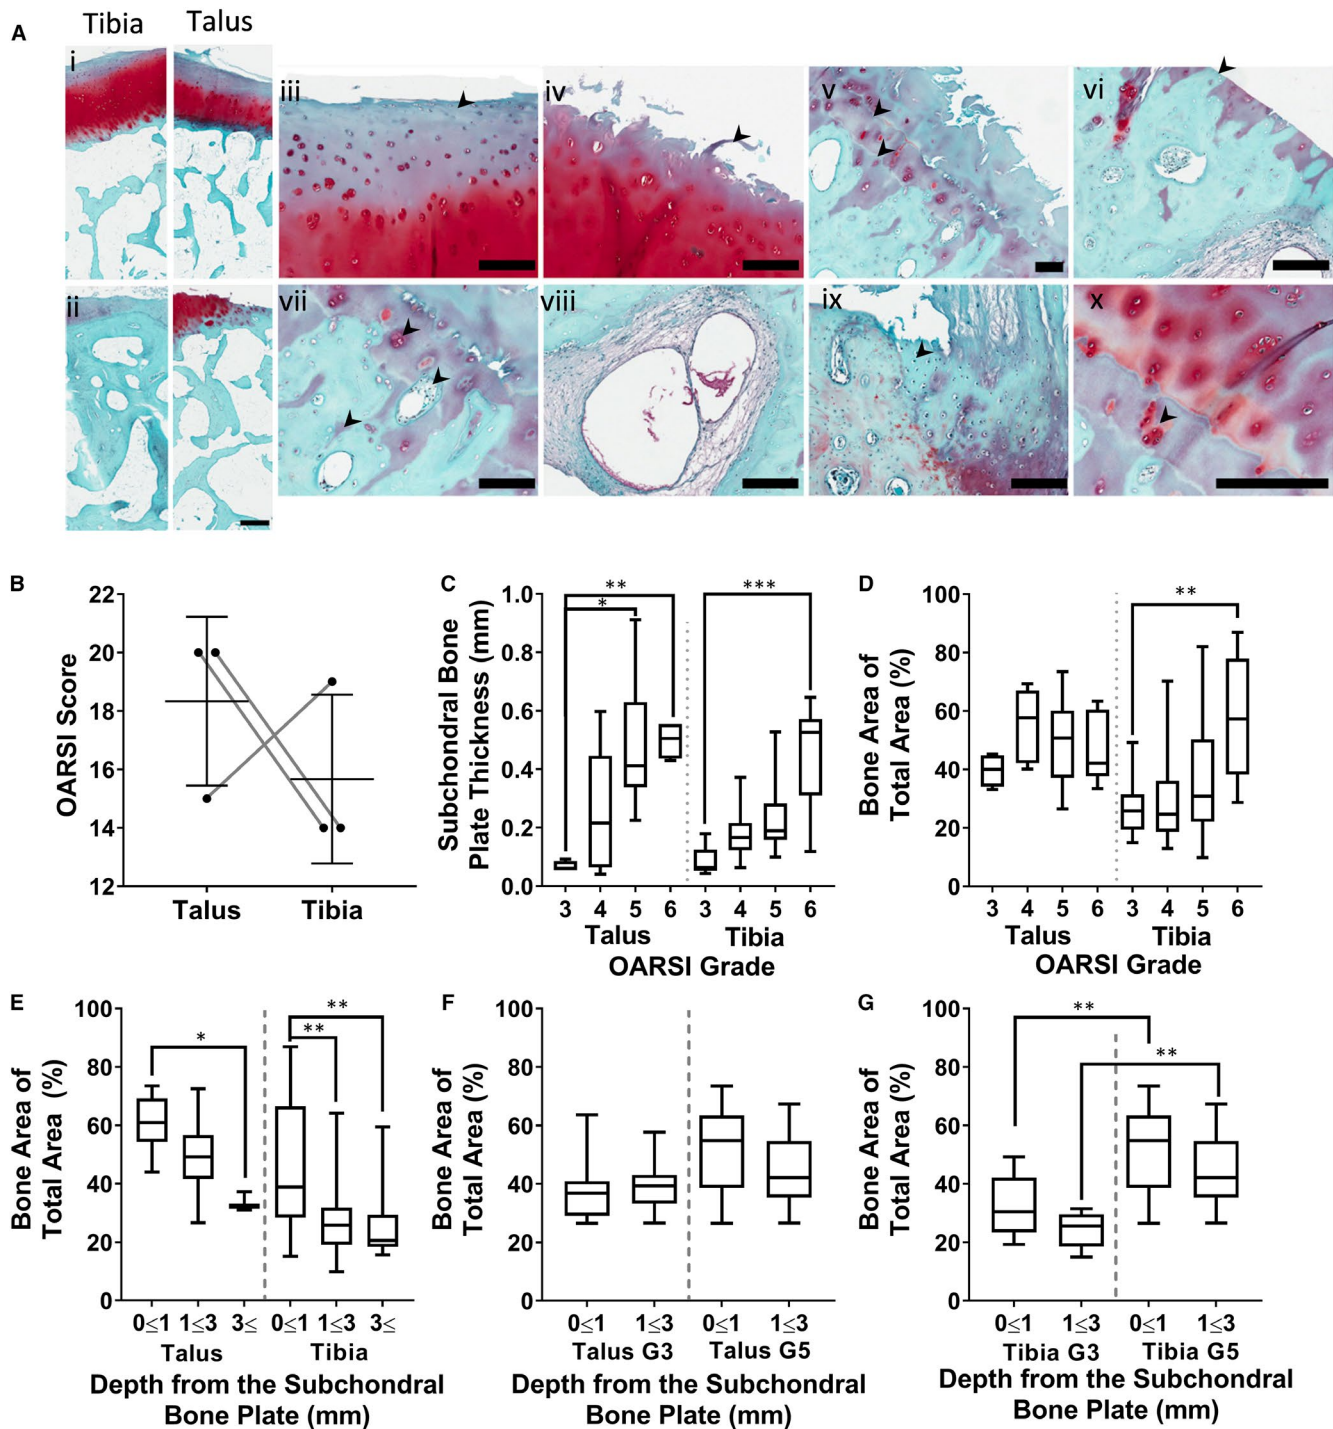 A
Tibia Talus
i
iii
iv
v
vi
ii
vii
viii
ix
x
B
OARSI Score
22
20
18
16
14
12
Talus Tibia
C
Subchondral Bone
Plate Thickness (mm)
1.0
0.8
0.6
0.4
0.2
0.0
**
*
***
3 4 5 6 3 4 5 6
Talus Tibia
OARSI Grade
D
Bone Area of
Total Area (%)
100
80
60
40
20
0
**
3 4 5 6 3 4 5 6
Talus Tibia
OARSI Grade
E
Bone Area of
Total Area (%)
100
80
60
40
20
0
*
**
**
0≤1 1≤3 3≤ 0≤1 1≤3 3≤
Talus Tibia
Depth from the Subchondral
Bone Plate (mm)
F
Bone Area of
Total Area (%)
100
80
60
40
20
0
0≤1 1≤3 0≤1 1≤3
Talus G3 Talus G5
Depth from the Subchondral
Bone Plate (mm)
G
Bone Area of
Total Area (%)
100
80
60
40
20
0
**
**
0≤1 1≤3 0≤1 1≤3
Tibia G3 Tibia G5
Depth from the Subchondral
Bone Plate (mm)